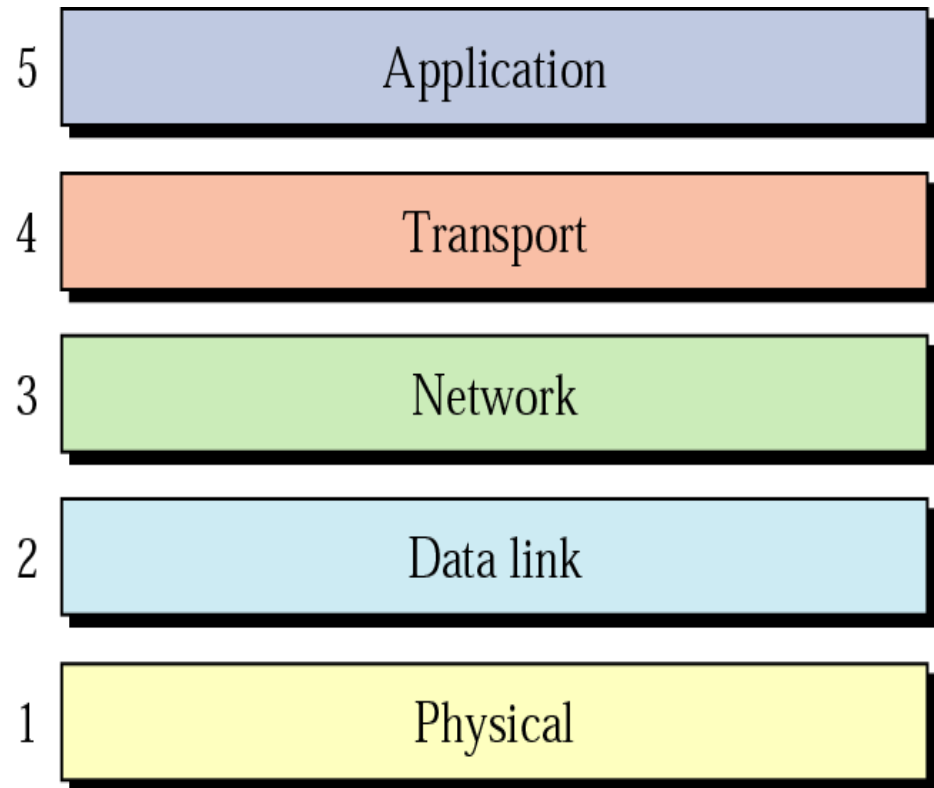 5 Application
4 Transport
3 Network
2 Data link
1 Physical